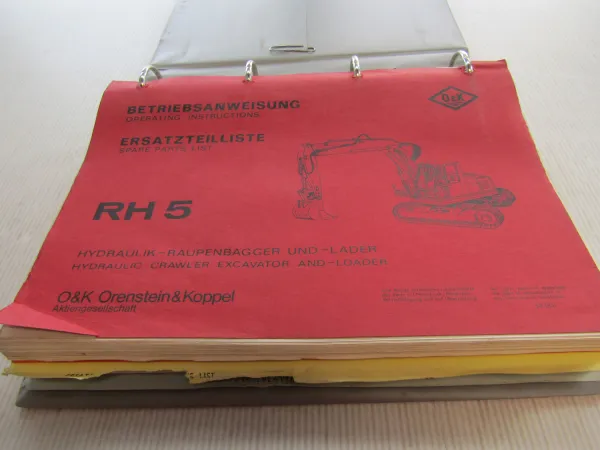 BETRIEBSANWEISUNG
OPERATING INSTRUCTIONS
O&K
ERSATZTEILLISTE
SPARE PARTS LIST
RH 5
HYDRAULIK-RAUPENBAGGER UND -LADER
HYDRAULIC CRAWLER EXCAVATOR AND -LOADER
O&K Orenstein & Koppel
Aktiengesellschaft